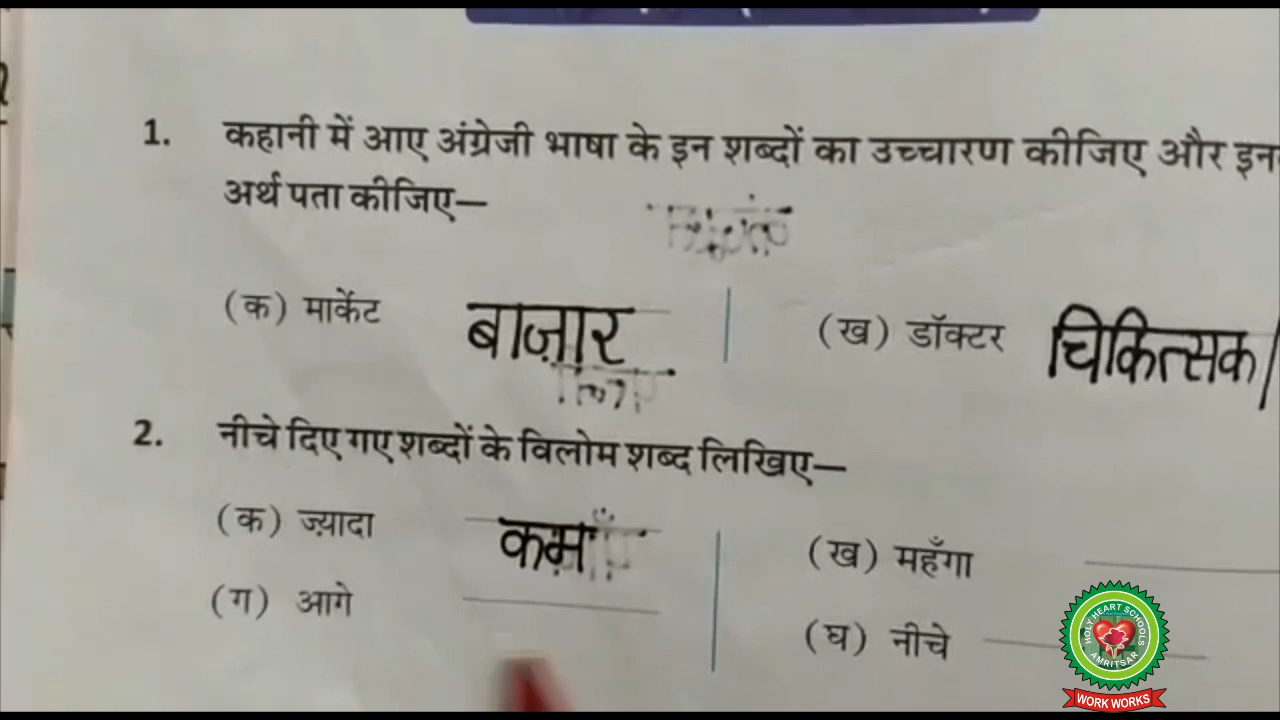 1. कहानी में आए अंग्रेजी भाषा के इन शब्दों का उच्चारण कीजिए और इन
अर्थ पता कीजिए—
(क) मार्केट बाज़ार (ख) डॉक्टर चिकित्सक
2. नीचे दिए गए शब्दों के विलोम शब्द लिखिए—
(क) ज़्यादा कम (ख) महँगा
(ग) आगे (घ) नीचे
HOLY HEART SCHOOLS
AMRITSAR
WORK WORKS